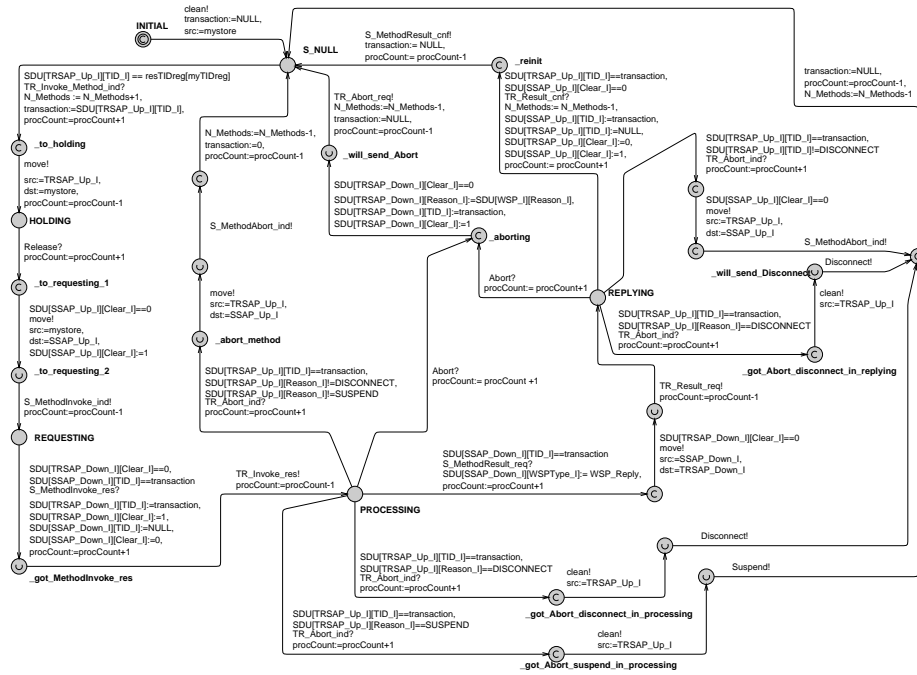 clean!
transaction:=NULL,
src:=mystore
INITIAL
S_NULL
S_MethodResult_cnf!
transaction:= NULL,
procCount:= procCount-1
_reinit
transaction:=NULL,
procCount:=procCount-1,
N_Methods:=N_Methods-1
SDU[TRSAP_Up_I][TID_I] == resTIDreg[myTIDreg]
TR_Invoke_Method_ind?
N_Methods := N_Methods+1,
transaction:=SDU[TRSAP_Up_I][TID_I],
procCount:=procCount+1
_to_holding
move!
src:=TRSAP_Up_I,
dst:=mystore,
procCount:=procCount-1
HOLDING
Release?
procCount:=procCount+1
_to_requesting_1
SDU[SSAP_Up_I][Clear_I]==0
move!
src:=mystore,
dst:=SSAP_Up_I,
SDU[SSAP_Up_I][Clear_I]:=1
_to_requesting_2
S_MethodInvoke_ind!
procCount:=procCount-1
REQUESTING
SDU[TRSAP_Down_I][Clear_I]==0,
SDU[SSAP_Down_I][TID_I]==transaction
S_MethodInvoke_res?
SDU[TRSAP_Down_I][TID_I]:=transaction,
SDU[TRSAP_Down_I][Clear_I]:=1,
SDU[SSAP_Down_I][TID_I]:=NULL,
SDU[SSAP_Down_I][Clear_I]:=0,
procCount:=procCount+1
_got_MethodInvoke_res
TR_Invoke_res!
procCount:=procCount-1
N_Methods:=N_Methods-1,
transaction:=0,
procCount:=procCount-1
S_MethodAbort_ind!
move!
src:=TRSAP_Up_I,
dst:=SSAP_Up_I
_abort_method
SDU[TRSAP_Up_I][TID_I]==transaction,
SDU[TRSAP_Up_I][Reason_I]!=DISCONNECT,
SDU[TRSAP_Up_I][Reason_I]!=SUSPEND
TR_Abort_ind?
procCount:=procCount+1
TR_Abort_req!
N_Methods:=N_Methods-1,
transaction:=NULL,
procCount:=procCount-1
_will_send_Abort
SDU[TRSAP_Down_I][Clear_I]==0
SDU[TRSAP_Down_I][Reason_I]:=SDU[WSP_I][Reason_I],
SDU[TRSAP_Down_I][TID_I]:=transaction,
SDU[TRSAP_Down_I][Clear_I]:=1
_aborting
Abort?
procCount:= procCount+1
Abort?
procCount:= procCount +1
SDU[TRSAP_Up_I][TID_I]==transaction,
SDU[SSAP_Up_I][Clear_I]==0
TR_Result_cnf?
N_Methods:= N_Methods-1,
SDU[SSAP_Up_I][TID_I]:=transaction,
SDU[TRSAP_Up_I][TID_I]:=NULL,
SDU[TRSAP_Up_I][Clear_I]:=0,
SDU[SSAP_Up_I][Clear_I]:=1,
procCount:= procCount+1
REPLYING
SDU[TRSAP_Up_I][TID_I]==transaction,
SDU[TRSAP_Up_I][TID_I]!=DISCONNECT
TR_Abort_ind?
procCount:=procCount+1
SDU[SSAP_Up_I][Clear_I]==0
move!
src:=TRSAP_Up_I,
dst:=SSAP_Up_I
S_MethodAbort_ind!
Disconnect!
_will_send_Disconnect
clean!
src:=TRSAP_Up_I
SDU[TRSAP_Up_I][TID_I]==transaction,
SDU[TRSAP_Up_I][Reason_I]==DISCONNECT
TR_Abort_ind?
procCount:=procCount+1
_got_Abort_disconnect_in_replying
TR_Result_req!
procCount:=procCount-1
SDU[TRSAP_Down_I][Clear_I]==0
move!
src:=SSAP_Down_I,
dst:=TRSAP_Down_I
SDU[SSAP_Down_I][TID_I]==transaction
S_MethodResult_req?
SDU[SSAP_Down_I][WSPType_I]:= WSP_Reply,
procCount:=procCount+1
PROCESSING
SDU[TRSAP_Up_I][TID_I]==transaction,
SDU[TRSAP_Up_I][Reason_I]==DISCONNECT
TR_Abort_ind?
procCount:=procCount+1
clean!
src:=TRSAP_Up_I
_got_Abort_disconnect_in_processing
Disconnect!
Suspend!
SDU[TRSAP_Up_I][TID_I]==transaction,
SDU[TRSAP_Up_I][Reason_I]==SUSPEND
TR_Abort_ind?
procCount:=procCount+1
clean!
src:=TRSAP_Up_I
_got_Abort_suspend_in_processing